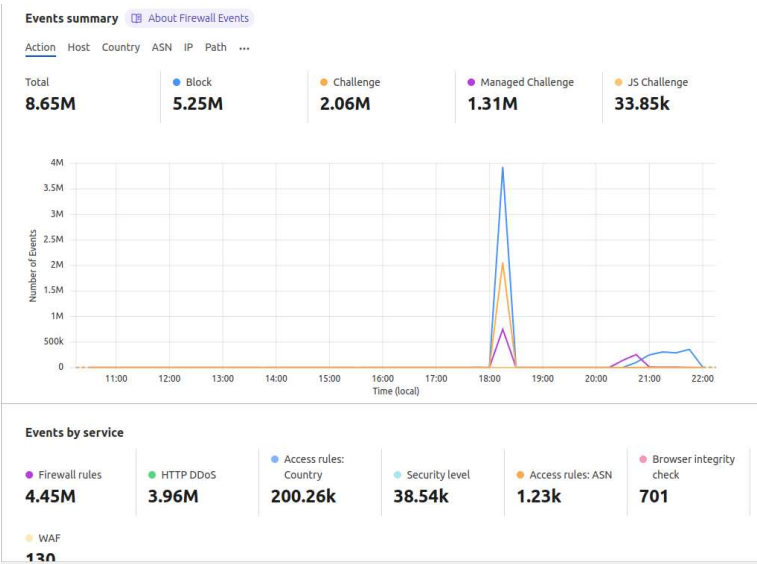 Events summary About Firewall Events
Action Host Country ASN IP Path ...
Total Block Challenge Managed Challenge JS Challenge
8.65M 5.25M 2.06M 1.31M 33.85k
4M
3.5M
3M
2.5M
2M
1.5M
1M
500k
0
Number of Events
11:00 12:00 13:00 14:00 15:00 16:00 17:00 18:00 19:00 20:00 21:00 22:00
Time (local)
Events by service
Firewall rules
4.45M
HTTP DDoS
3.96M
Access rules:
Country
200.26k
Security level
38.54k
Access rules: ASN
1.23k
Browser integrity
check
701
WAF
130